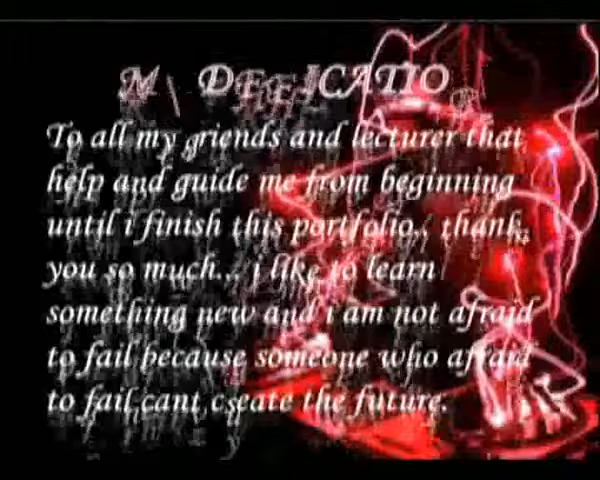 To all my griends and lecturer that
help and guide me from beginning
until i finish this portfolio.. thank
you so much... i like to learn
something new and i am not afraid
to fail because someone who afraid
to fail cant create the future.